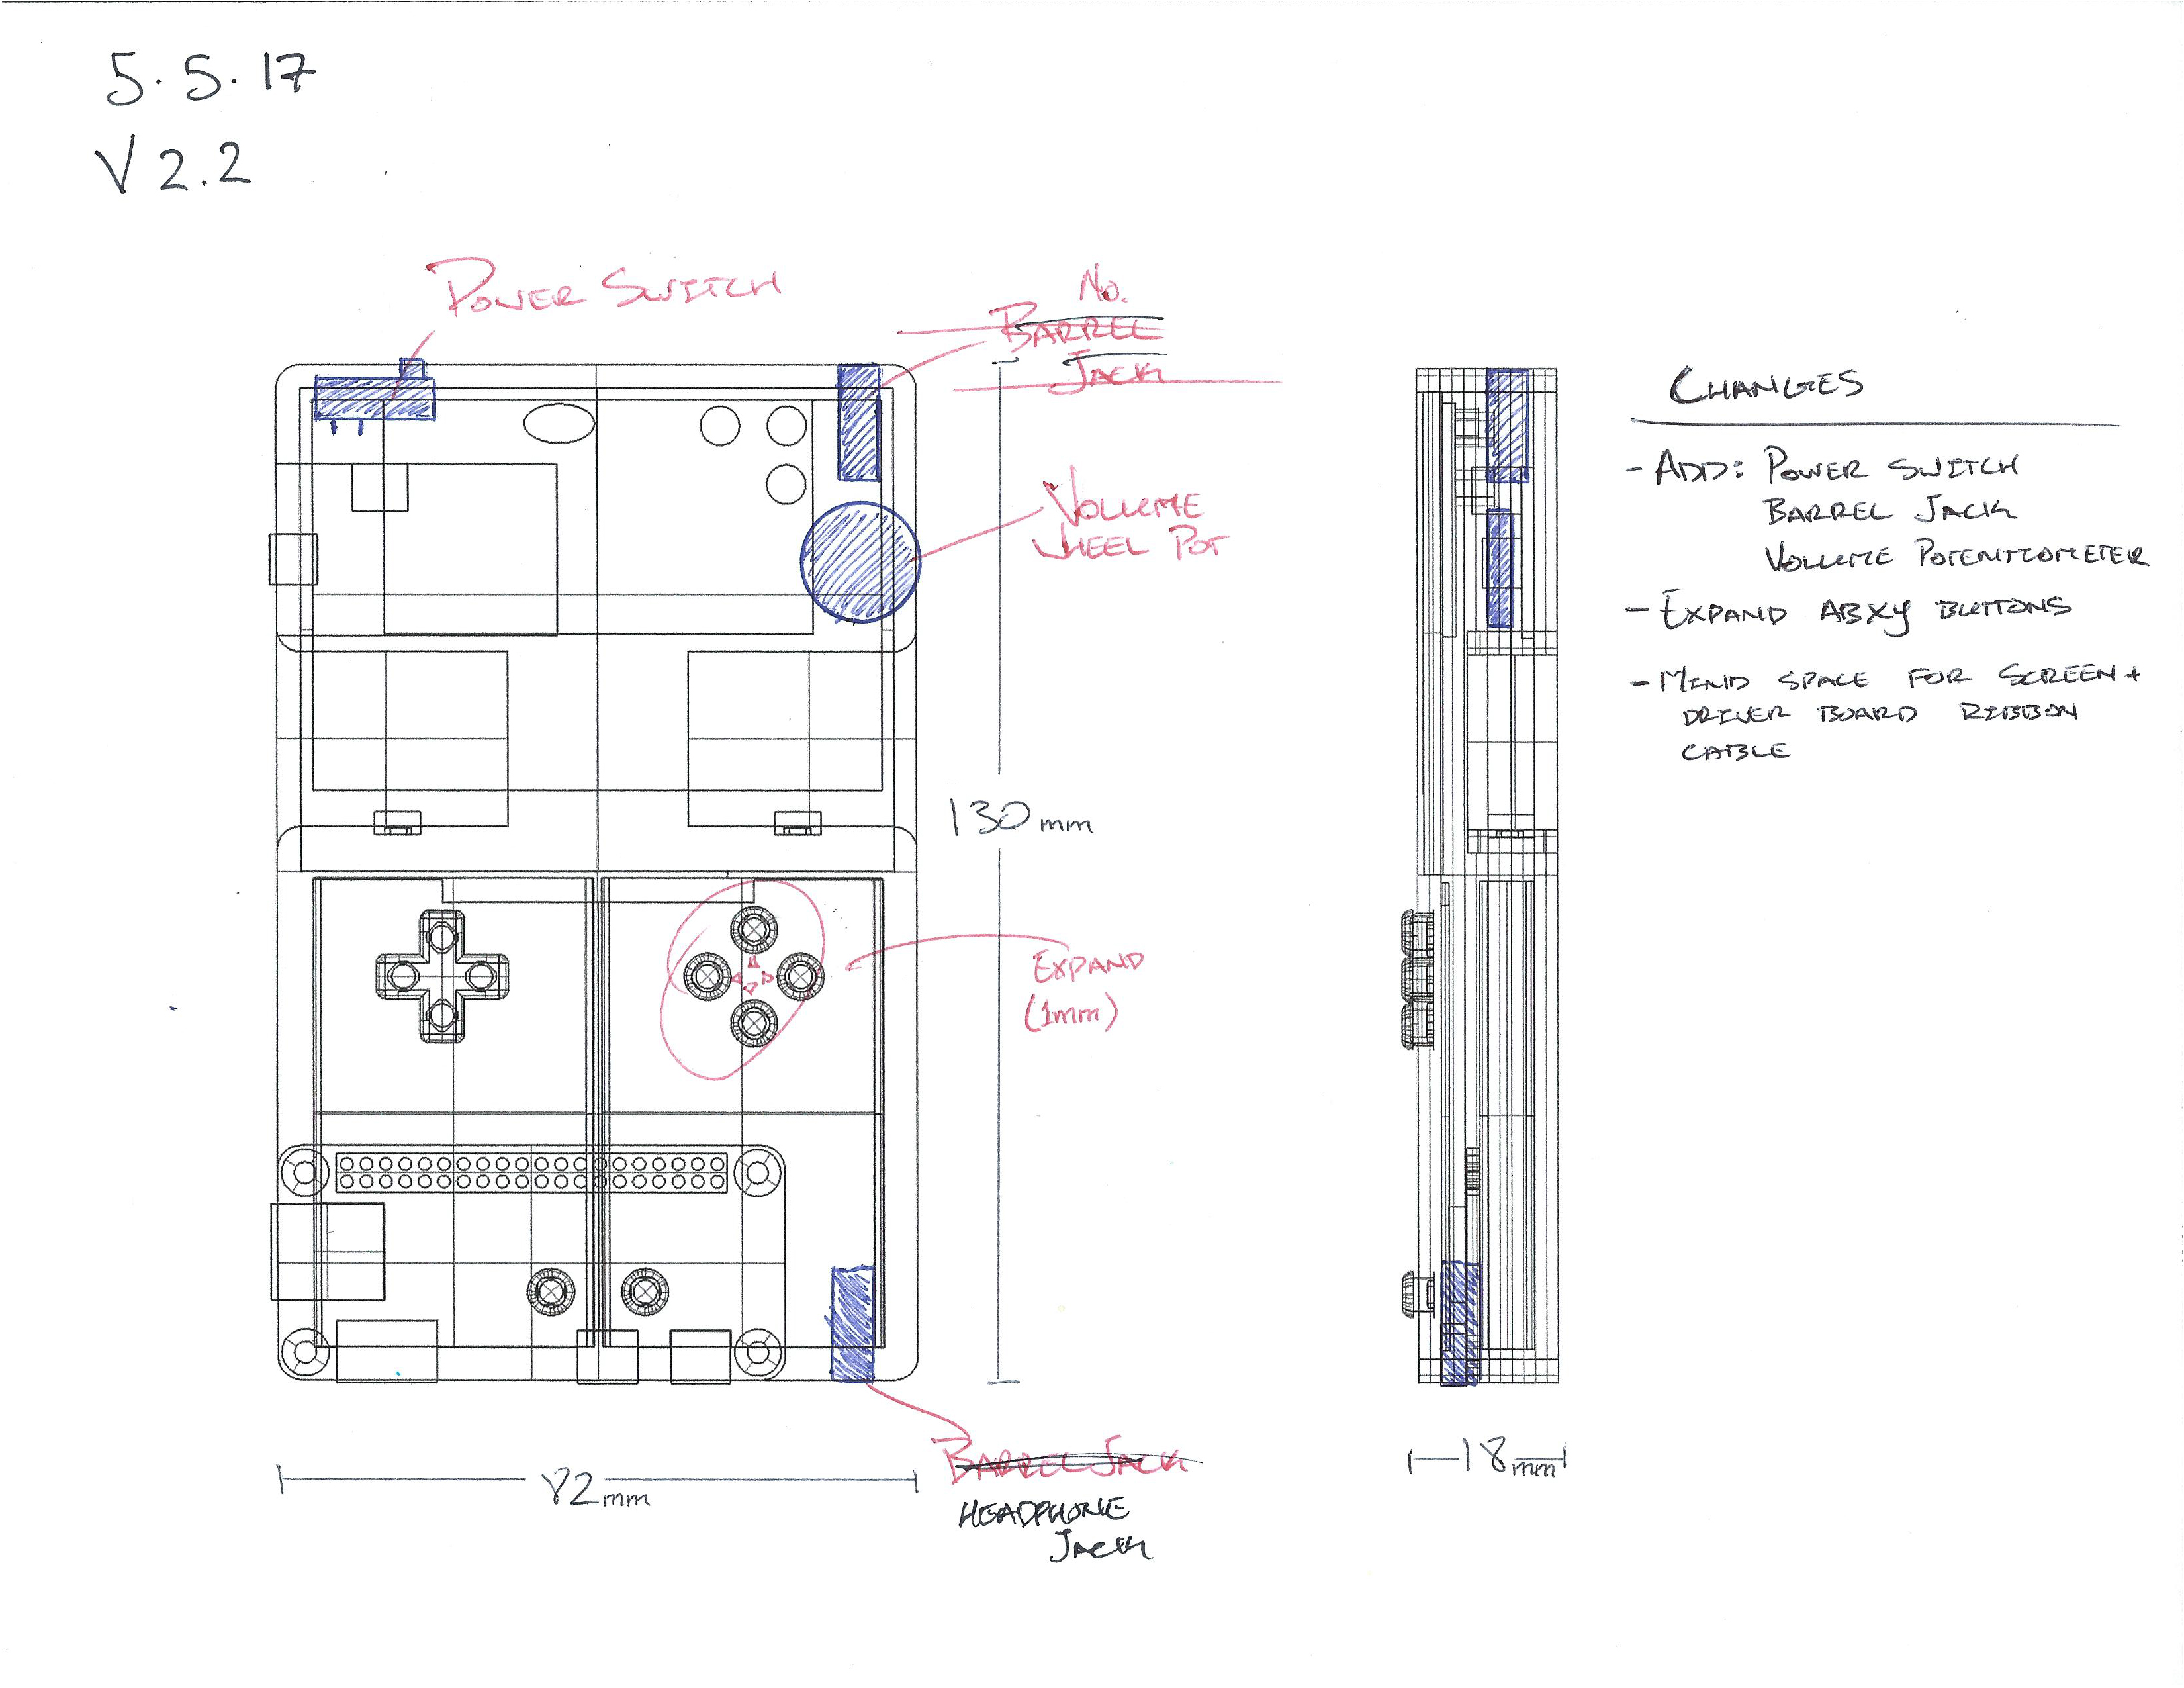 5.5.17
V 2.2
POWER SWITCH
No.
BARREL
JACK
VOLUME
WHEEL POT
130mm
EXPAND
(1mm)
BARREL JACK
HEADPHONE
JACK
82mm
18mm
CHANGES
- ADD: POWER SWITCH
BARREL JACK
VOLUME POTENTIOMETER
- EXPAND ABXY BUTTONS
- MIND SPACE FOR SCREEN +
DRIVER BOARD RIBBON
CABLE